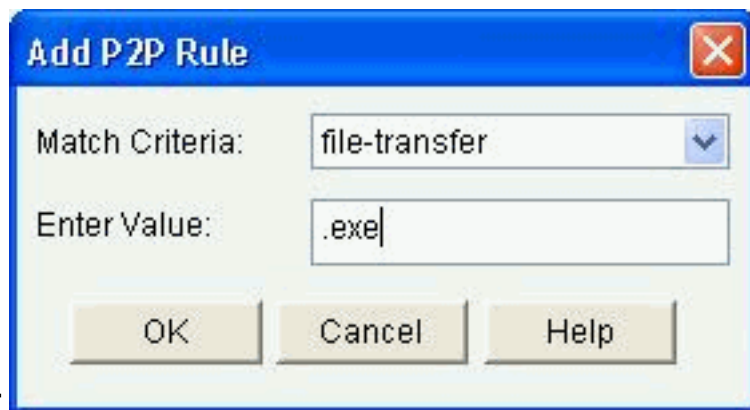 Add P2P Rule
Match Criteria: file-transfer
Enter Value: .exe
OK Cancel Help